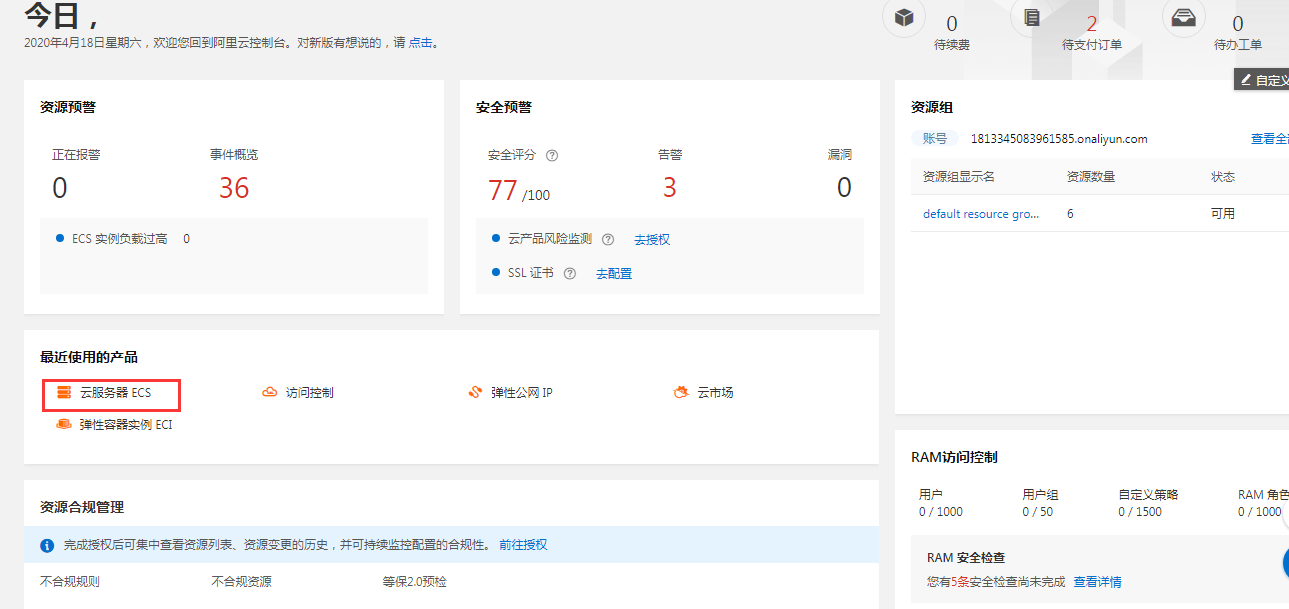 今日，
2020年4月18日星期六，欢迎您回到阿里云控制台。对新版有想说的，请 点击。
0
待续费
2
待支付订单
0
待办工单
自定义
资源预警
正在报警
事件概览
0
36
ECS 实例负载过高 0
安全预警
安全评分
告警
漏洞
77 /100
3
0
云产品风险监测 去授权
SSL 证书 去配置
资源组
账号 1813345083961585.onaliyun.com 查看全
资源组显示名 资源数量 状态
default resource gro... 6 可用
最近使用的产品
云服务器 ECS 访问控制 弹性公网 IP 云市场
弹性容器实例 ECI
RAM访问控制
用户 用户组 自定义策略 RAM 角色
0 / 1000 0 / 50 0 / 1500 0 / 1000
RAM 安全检查
您有5条安全检查尚未完成 查看详情
资源合规管理
完成授权后可集中查看资源列表、资源变更的历史，并可持续监控配置的合规性。 前往授权
不合规规则 不合规资源 等保2.0预检